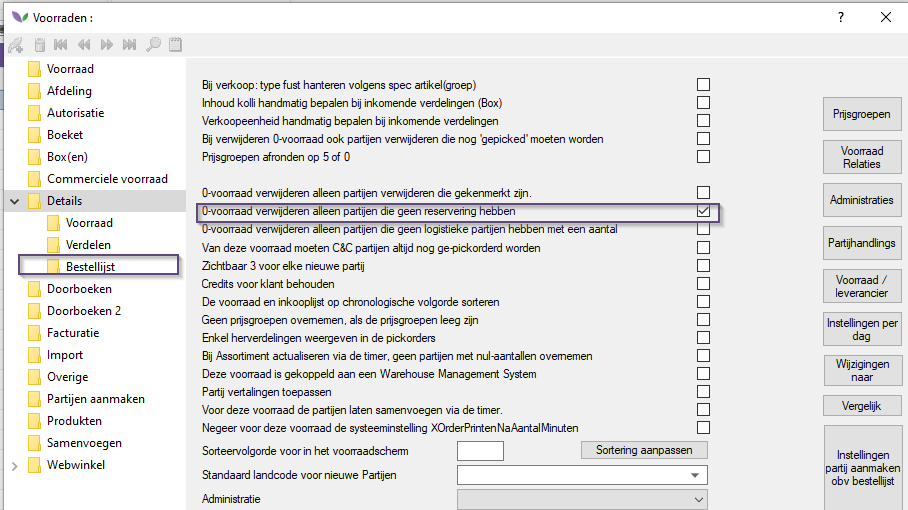 Voorraden :
?
Voorraad
Afdeling
Autorisatie
Boeket
Box(en)
Commerciele voorraad
Details
Voorraad
Verdelen
Bestellijst
Doorboeken
Doorboeken 2
Facturatie
Import
Overige
Partijen aanmaken
Produkten
Samenvoegen
Webwinkel
Bij verkoop: type fust hanteren volgens spec artikel(groep)
Inhoud kolli handmatig bepalen bij inkomende verdelingen (Box)
Verkoopeenheid handmatig bepalen bij inkomende verdelingen
Bij verwijderen 0-voorraad ook partijen verwijderen die nog 'gepicked' moeten worden
Prijsgroepen afronden op 5 of 0
0-voorraad verwijderen alleen partijen verwijderen die gekenmerkt zijn.
0-voorraad verwijderen alleen partijen die geen reservering hebben
0-voorraad verwijderen alleen partijen die geen logistieke partijen hebben met een aantal
Van deze voorraad moeten C&C partijen altijd nog ge-pickorderd worden
Zichtbaar 3 voor elke nieuwe partij
Credits voor klant behouden
De voorraad en inkooplijst op chronologische volgorde sorteren
Geen prijsgroepen overnemen, als de prijsgroepen leeg zijn
Enkel herverdelingen weergeven in de pickorders
Bij Assortiment actualiseren via de timer, geen partijen met nul-aantallen overnemen
Deze voorraad is gekoppeld aan een Warehouse Management System
Partij vertalingen toepassen
Voor deze voorraad de partijen laten samenvoegen via de timer.
Negeer voor deze voorraad de systeeminstelling XOrderPrintenNaAantalMinuten
Sorteervolgorde voor in het voorraadscherm
Sortering aanpassen
Standaard landcode voor nieuwe Partijen
Administratie
Prijsgroepen
Voorraad
Relaties
Administraties
Partijhandlings
Voorraad /
leverancier
Instellingen per
dag
Wijzigingen
naar
Vergelijk
Instellingen
partij aanmaken
obv bestellijst